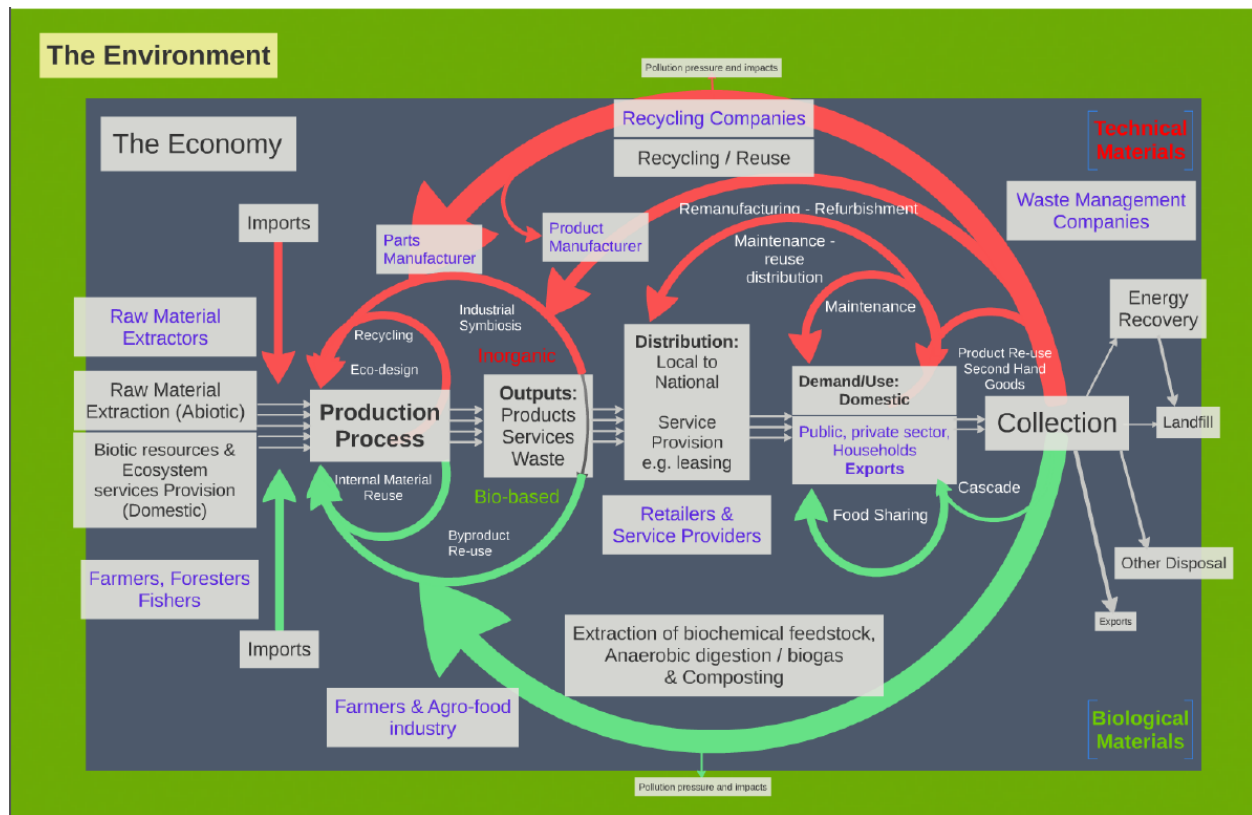 The Environment
Pollution pressure and impacts
The Economy
Recycling Companies
Recycling / Reuse
Technical
Materials
Waste Management
Companies
Imports
Parts
Manufacturer
Product
Manufacturer
Remanufacturing - Refurbishment
Maintenance -
reuse
distribution
Maintenance
Energy
Recovery
Raw Material
Extractors
Recycling
Eco-design
Industrial
Symbiosis
Inorganic
Product Re-use
Second Hand
Goods
Raw Material
Extraction (Abiotic)
Biotic resources &
Ecosystem
services Provision
(Domestic)
Production
Process
Outputs:
Products
Services
Waste
Distribution:
Local to
National
Service
Provision
e.g. leasing
Demand/Use:
Domestic
Public, private sector,
Households
Exports
Collection
Landfill
Internal Material
Reuse
Bio-based
Byproduct
Re-use
Retailers &
Service Providers
Food Sharing
Cascade
Other Disposal
Exports
Farmers, Foresters
Fishers
Imports
Extraction of biochemical feedstock,
Anaerobic digestion / biogas
& Composting
Farmers & Agro-food
industry
Biological
Materials
Pollution pressure and impacts